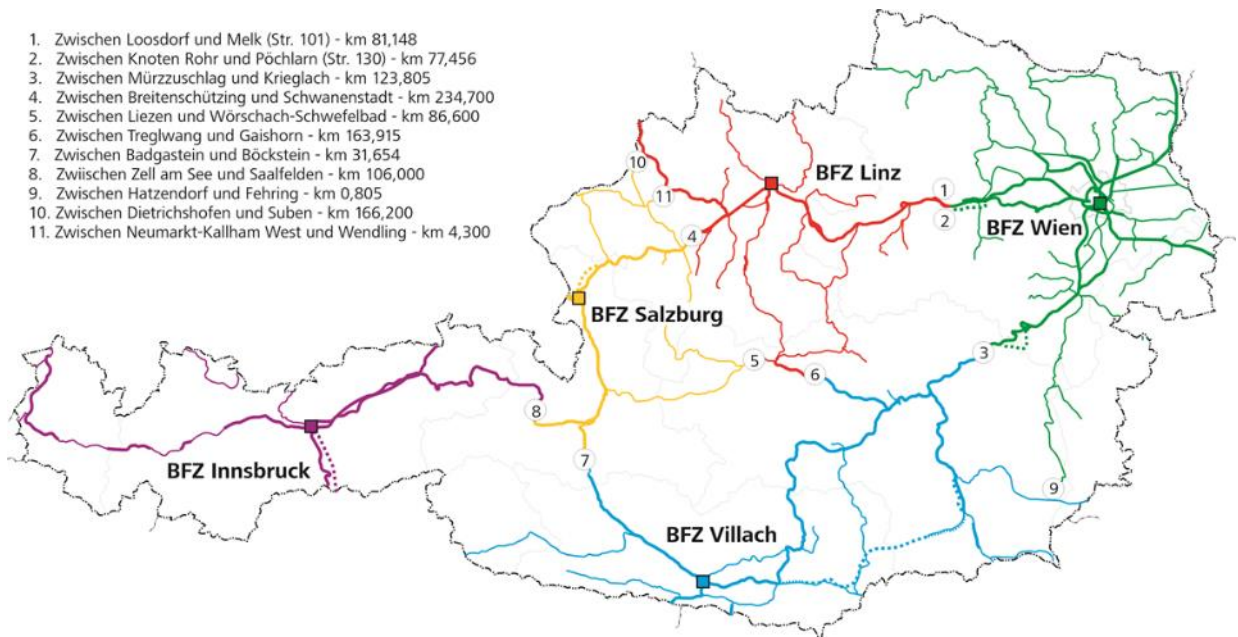 1. Zwischen Loosdorf und Melk (Str. 101) - km 81,148
2. Zwischen Knoten Rohr und Pöchlarn (Str. 130) - km 77,456
3. Zwischen Mürzzuschlag und Krieglach - km 123,805
4. Zwischen Breitenschützing und Schwanenstadt - km 234,700
5. Zwischen Liezen und Wörschach-Schwefelbad - km 86,600
6. Zwischen Treglwang und Gaishorn - km 163,915
7. Zwischen Badgastein und Böckstein - km 31,654
8. Zwiischen Zell am See und Saalfelden - km 106,000
9. Zwischen Hatzendorf und Fehring - km 0,805
10. Zwischen Dietrichshofen und Suben - km 166,200
11. Zwischen Neumarkt-Kallham West und Wendling - km 4,300
10
BFZ Linz
11
1
2
BFZ Wien
4
BFZ Salzburg
3
5
6
8
7
BFZ Innsbruck
9
BFZ Villach